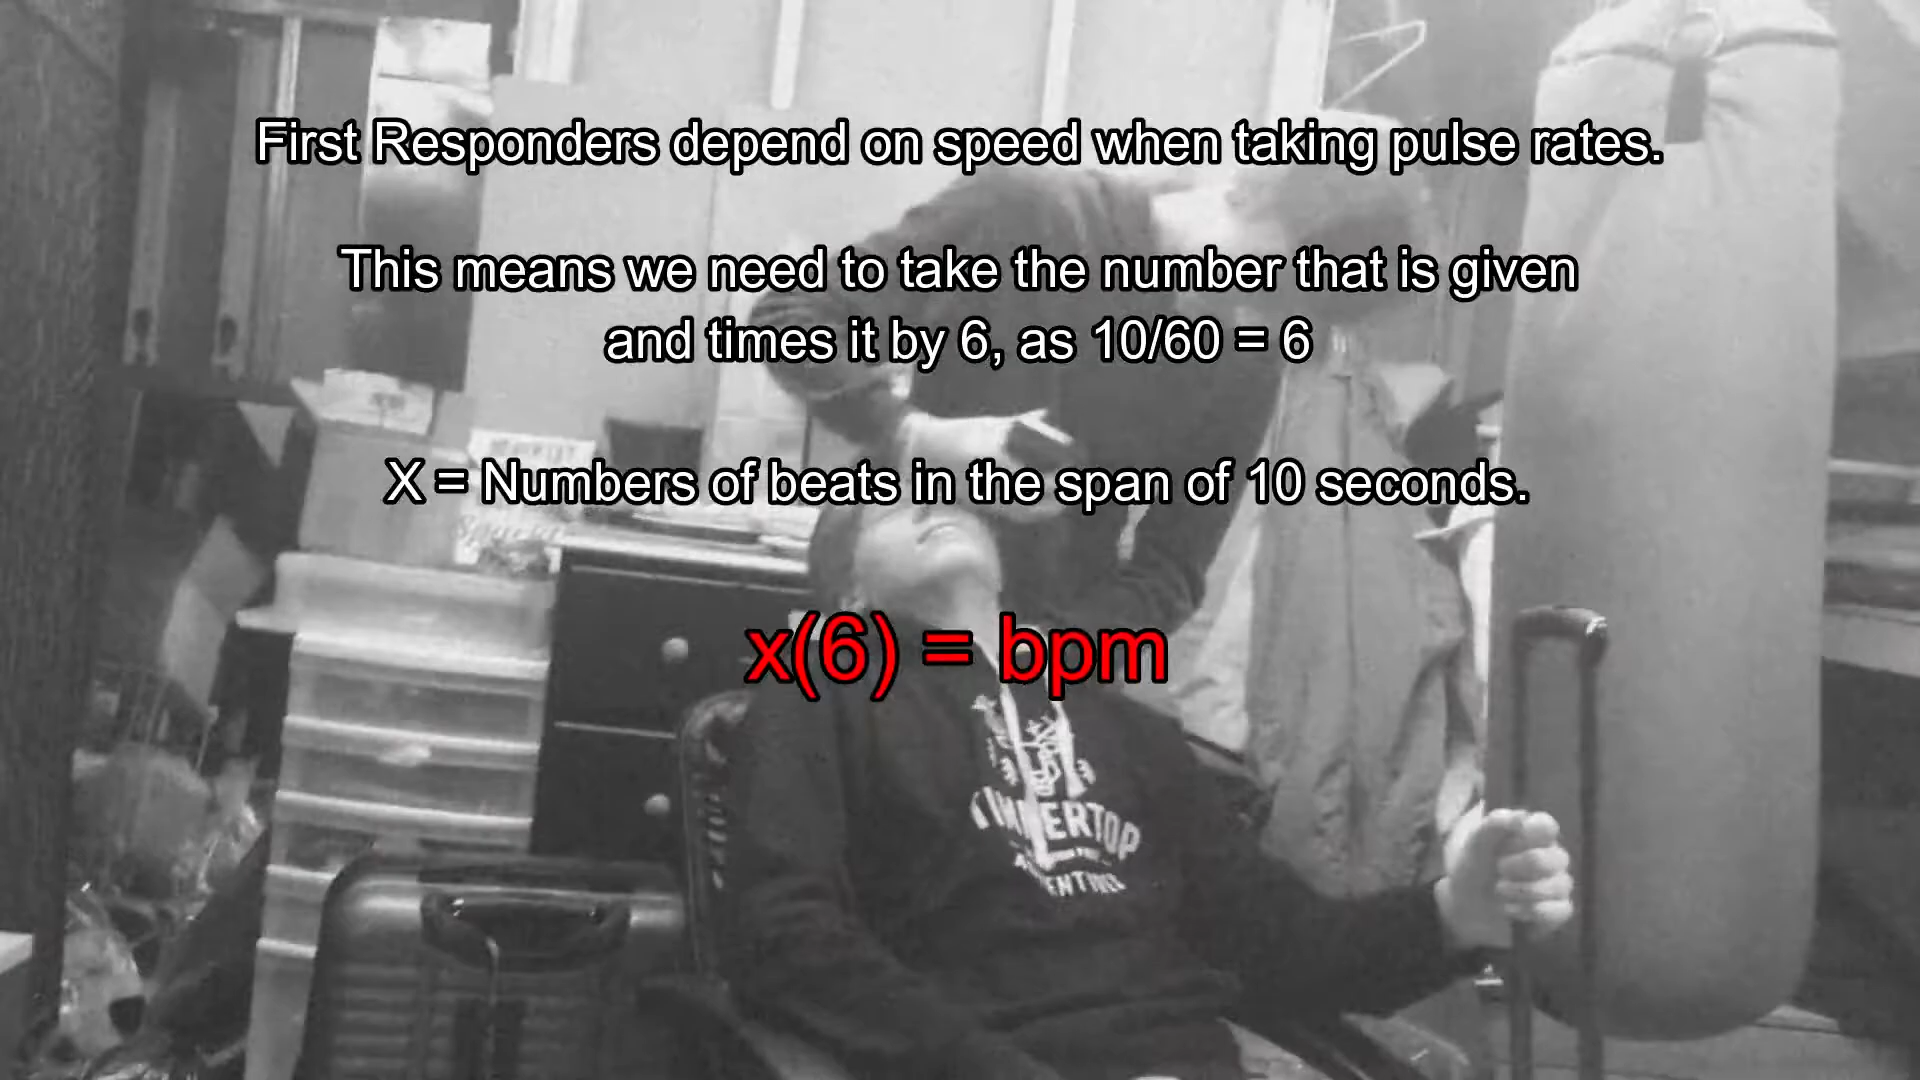 First Responders depend on speed when taking pulse rates.
This means we need to take the number that is given
and times it by 6, as 10/60 = 6
X = Numbers of beats in the span of 10 seconds.
x(6) = bpm